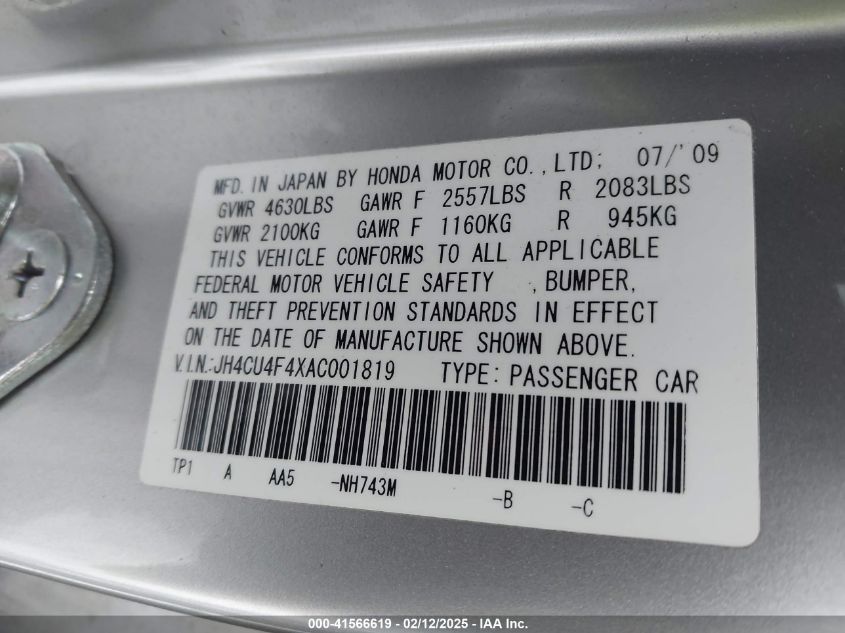 MFD. IN JAPAN BY HONDA MOTOR CO., LTD; 07/'09
GVWR 4630LBS GAWR F 2557LBS R 2083LBS
GVWR 2100KG GAWR F 1160KG R 945KG
THIS VEHICLE CONFORMS TO ALL APPLICABLE
FEDERAL MOTOR VEHICLE SAFETY , BUMPER,
AND THEFT PREVENTION STANDARDS IN EFFECT
ON THE DATE OF MANUFACTURE SHOWN ABOVE.
V.I.N.:JH4CU4F4XAC001819 TYPE: PASSENGER CAR
TP1 A AA5 -NH743M -B -C
000-41566619 - 02/12/2025 - IAA Inc.